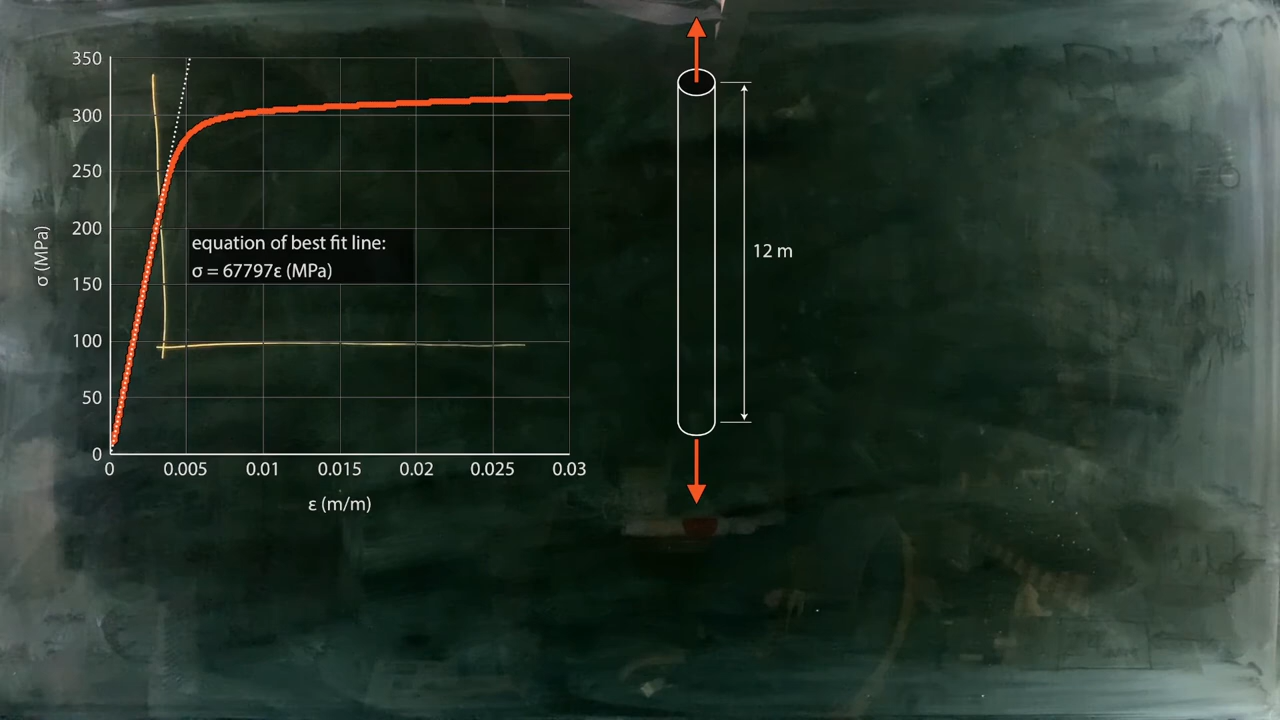 350
300
250
200
150
100
50
0
σ (MPa)
equation of best fit line:
σ = 67797ε (MPa)
0 0.005 0.01 0.015 0.02 0.025 0.03
ε (m/m)
12 m